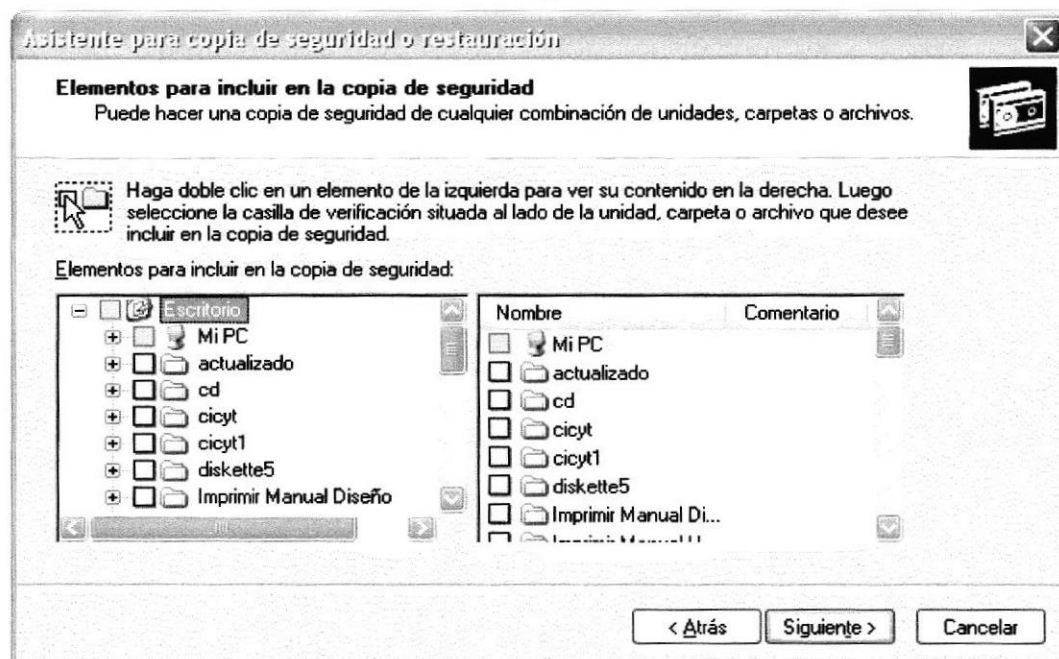 Asistente para copia de seguridad o restauración
Elementos para incluir en la copia de seguridad
Puede hacer una copia de seguridad de cualquier combinación de unidades, carpetas o archivos.
Haga doble clic en un elemento de la izquierda para ver su contenido en la derecha. Luego
seleccione la casilla de verificación situada al lado de la unidad, carpeta o archivo que desee
incluir en la copia de seguridad.
Elementos para incluir en la copia de seguridad:
Escritorio
Mi PC
actualizado
cd
cicyt
cicyt1
diskette5
Imprimir Manual Diseño
Nombre Comentario
Mi PC
actualizado
cd
cicyt
cicyt1
diskette5
Imprimir Manual Di...
< Atrás Siguiente > Cancelar